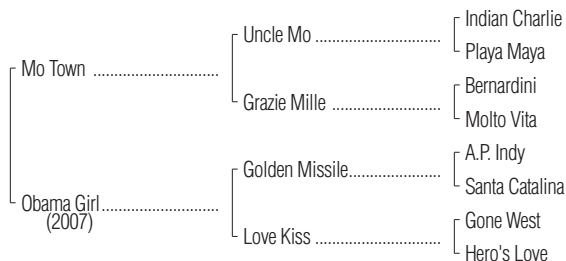 Indian Charlie
Uncle Mo ................................
Playa Maya
Mo Town ................................
Bernardini
Grazie Mille ............................
Molto Vita
A.P. Indy
Golden Missile.......................
Santa Catalina
Obama Girl.............................
(2007)
Gone West
Love Kiss ................................
Hero's Love